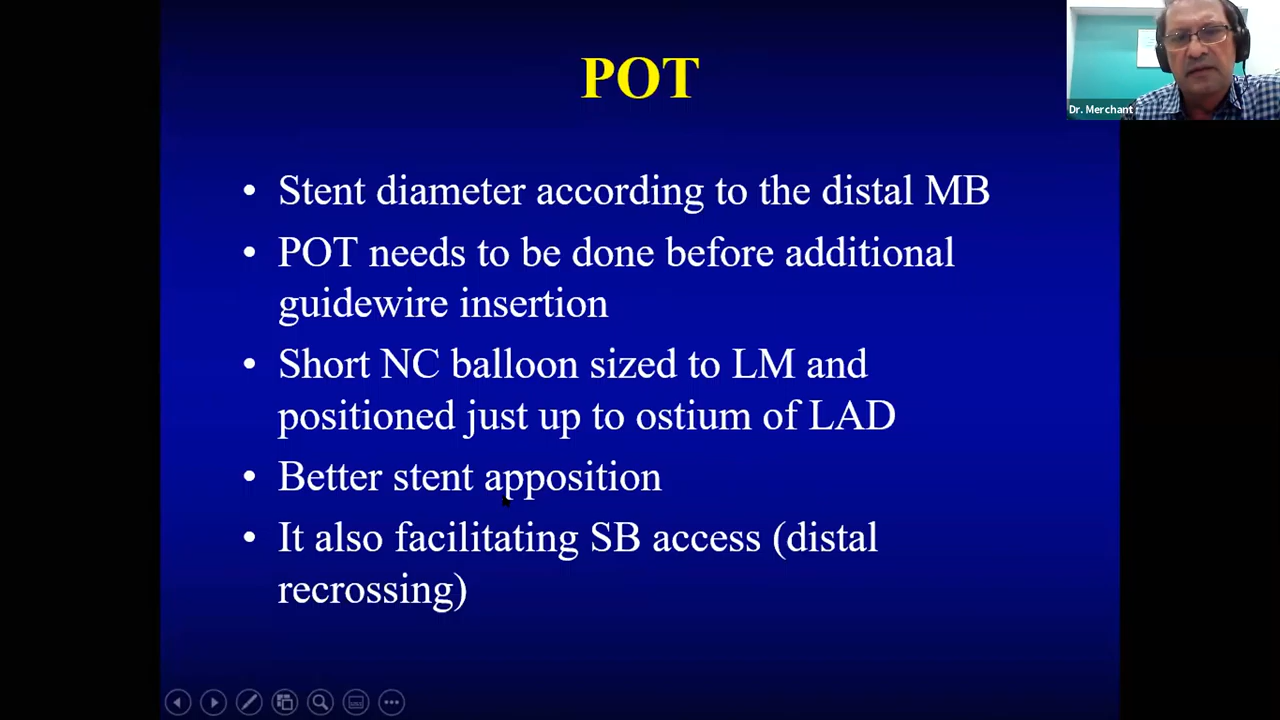 POT
Dr. Merchant
• Stent diameter according to the distal MB
• POT needs to be done before additional
guidewire insertion
• Short NC balloon sized to LM and
positioned just up to ostium of LAD
• Better stent apposition
• It also facilitating SB access (distal
recrossing)